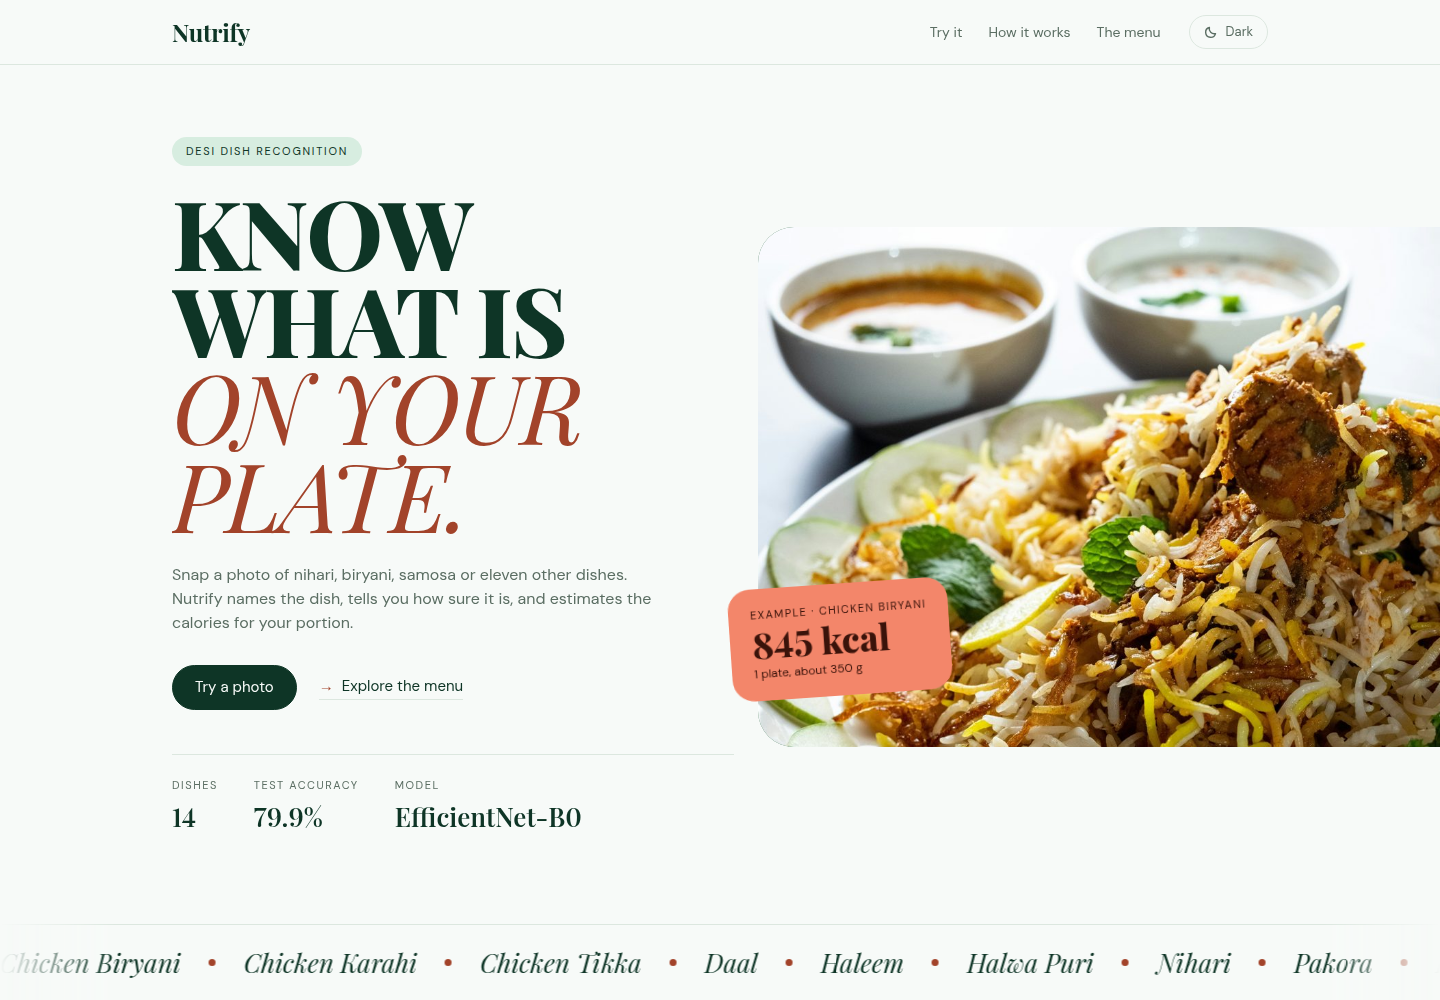 Nutrify
Try it
How it works
The menu
Dark
DESI DISH RECOGNITION
KNOW
WHAT IS
ON YOUR
PLATE.
Snap a photo of nihari, biryani, samosa or eleven other dishes.
Nutrify names the dish, tells you how sure it is, and estimates the
calories for your portion.
Try a photo
→ Explore the menu
EXAMPLE · CHICKEN BIRYANI
845 kcal
1 plate, about 350 g
DISHES
14
TEST ACCURACY
79.9%
MODEL
EfficientNet-B0
Chicken Biryani • Chicken Karahi • Chicken Tikka • Daal • Haleem • Halwa Puri • Nihari • Pakora •